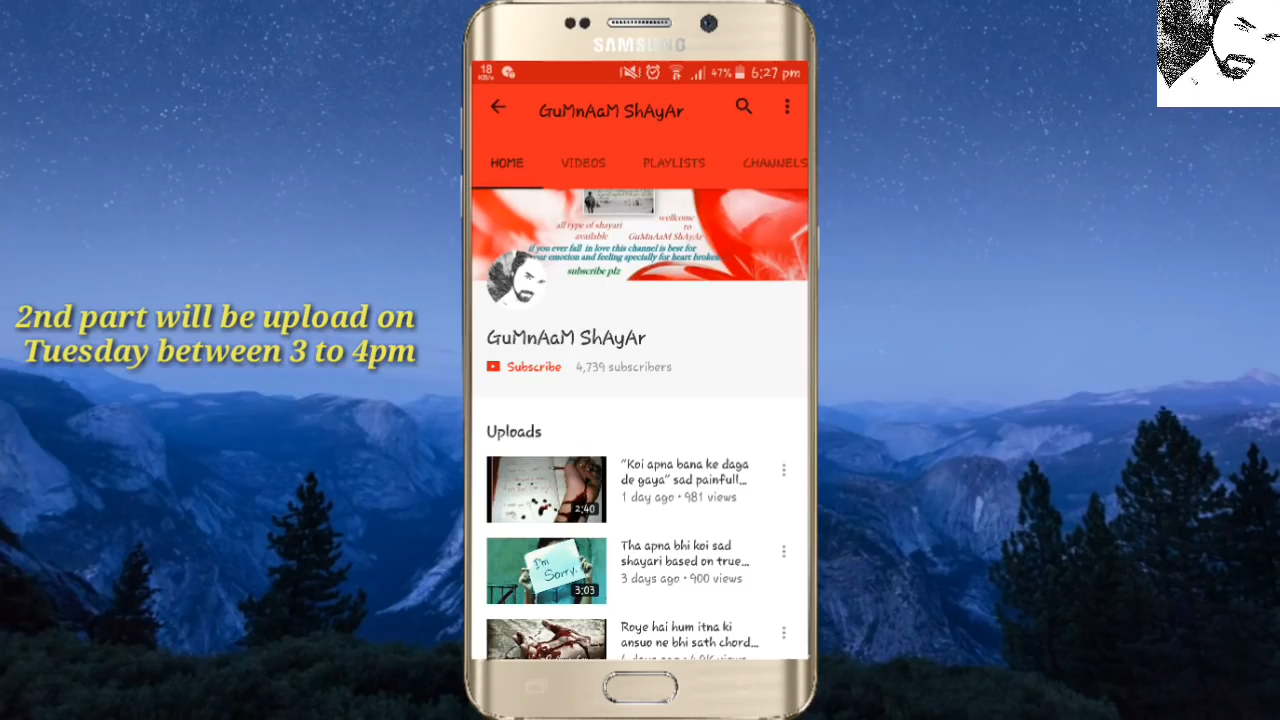 SAMSUNG
18
KB/s
47%
6:27 pm
GuMnAaM ShAyAr
HOME VIDEOS PLAYLISTS CHANNELS
all type of shayari
available
wellcome
to
GuMnAaM ShAyAr
if you ever fall in love this channel is best for
your emotion and feeling specially for heart broken
subscribe plz
GuMnAaM ShAyAr
Subscribe 4,739 subscribers
2nd part will be upload on
Tuesday between 3 to 4pm
Uploads
"Koi apna bana ke daga
de gaya" sad painfull...
1 day ago • 981 views
2:40
Tha apna bhi koi sad
shayari based on true...
3 days ago • 900 views
I'm
Sorry.
3:03
Roye hai hum itna ki
ansuo ne bhi sath chord...